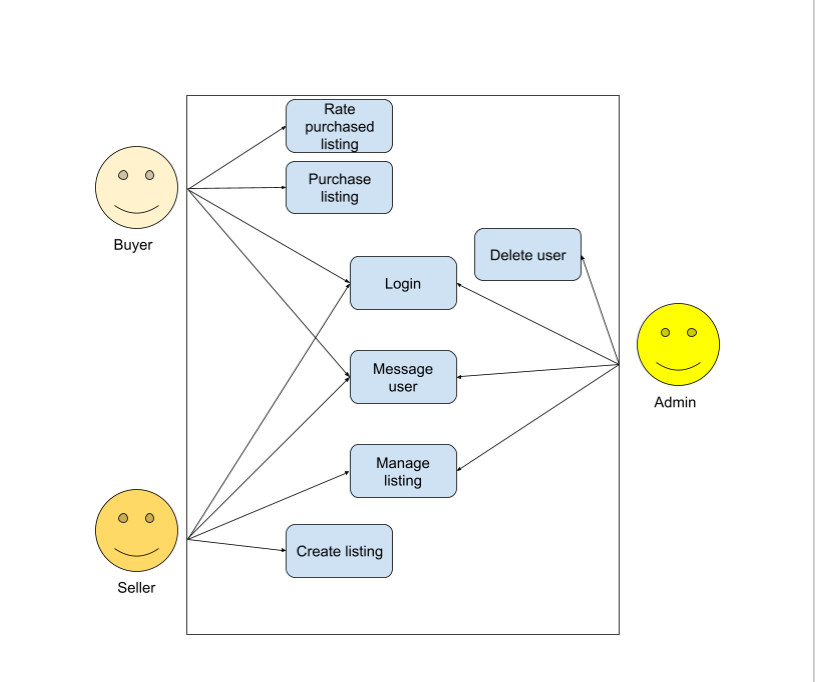 Rate
purchased
listing
Purchase
listing
Buyer
Delete user
Login
Message
user
Admin
Manage
listing
Create listing
Seller